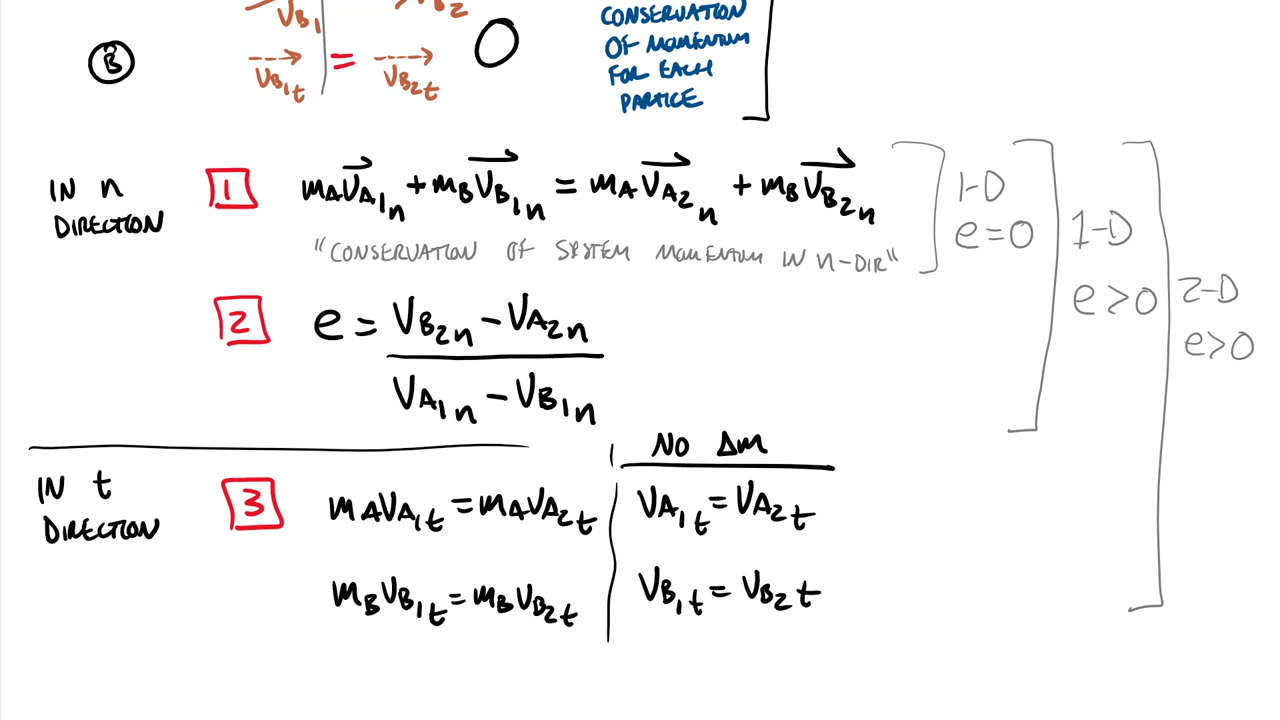 VB1
VB2
CONSERVATION
OF MOMENTUM
FOR EACH
PARTICE
B
VB1t = VB2t
IN n
DIRECTION
1
mAVA1n + mBVB1n = mAVA2n + mBVB2n
"CONSERVATION OF SYSTEM MOMENTUM IN n-DIR"
1-D
e=0
1-D
e>0
2-D
e>0
2
e = VB2n - VA2n
VA1n - VB1n
IN t
DIRECTION
3
NO Δm
mAVA1t = mAVA2t
VA1t = VA2t
mBVB1t = mBVB2t
VB1t = VB2t